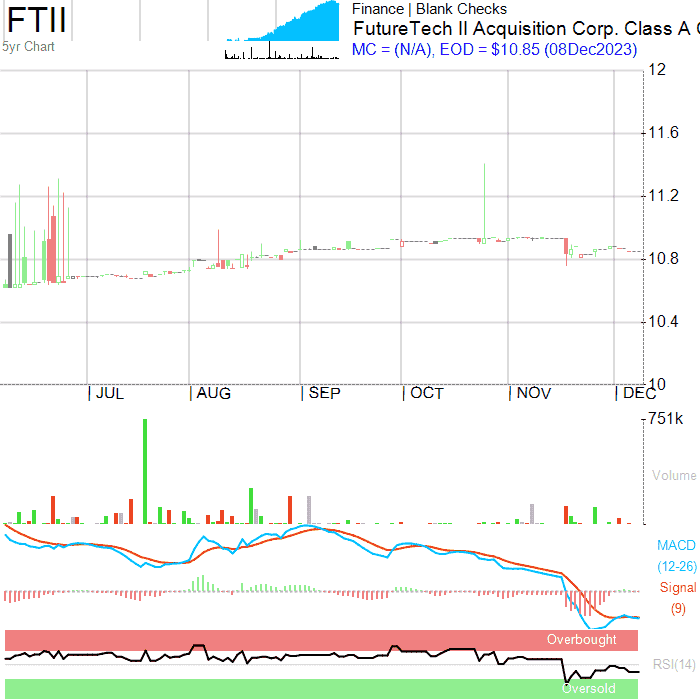 FTII
5yr Chart
Finance | Blank Checks
FutureTech II Acquisition Corp. Class A
MC = (N/A), EOD = $10.85 (08Dec2023)
12
11.6
11.2
10.8
10.4
10
JUL AUG SEP OCT NOV DEC
751k
Volume
MACD
(12-26)
Signal
(9)
Overbought
RSI(14)
Oversold